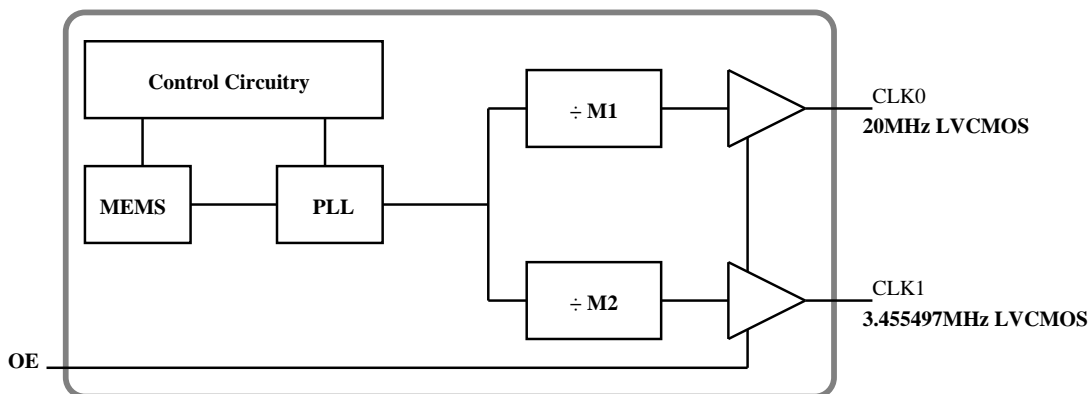 Control Circuitry
MEMS
PLL
÷ M1
÷ M2
CLK0
20MHz LVCMOS
CLK1
3.455497MHz LVCMOS
OE